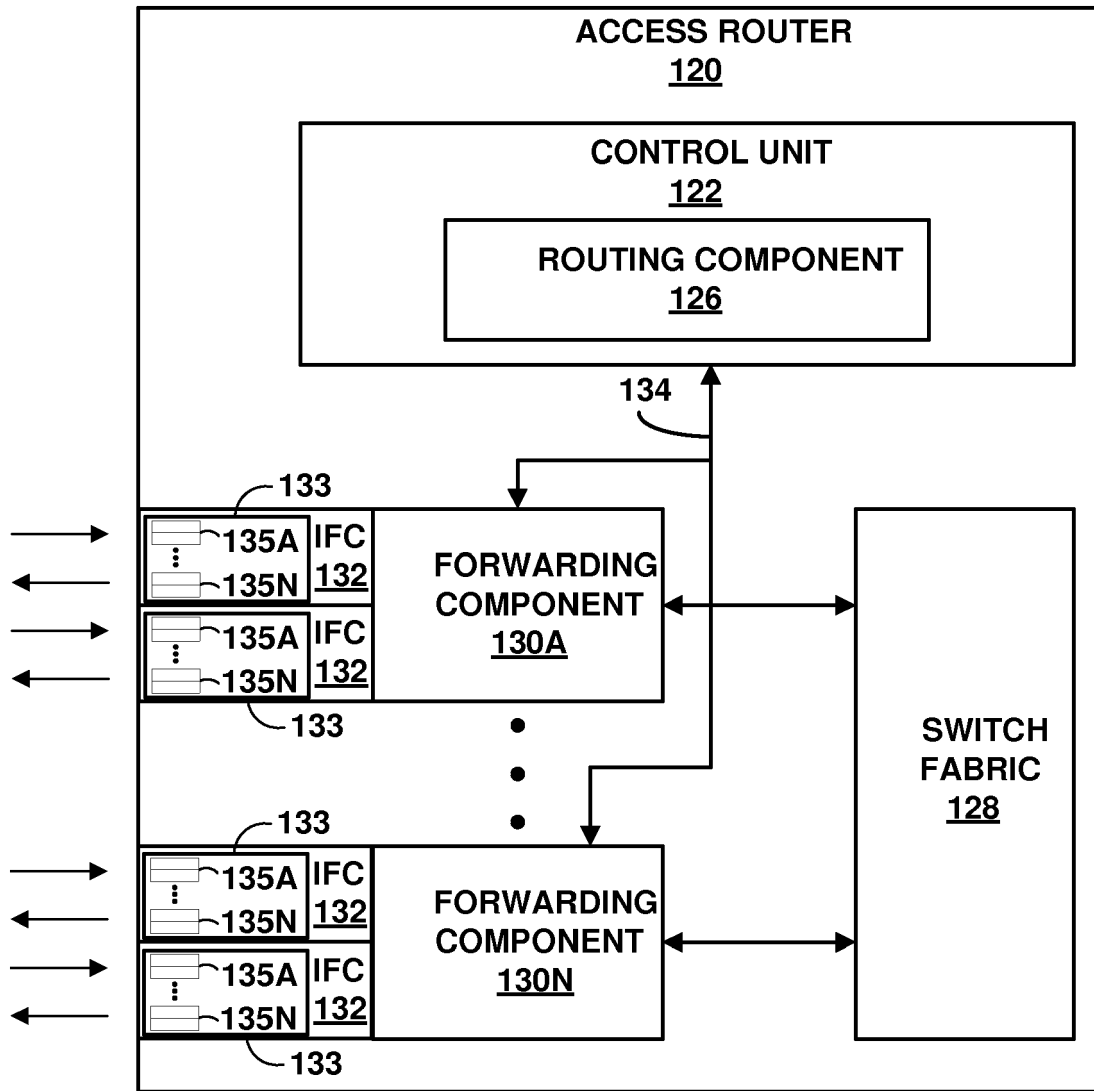 ACCESS ROUTER
120
CONTROL UNIT
122
ROUTING COMPONENT
126
134
133
135A
135N
IFC
132
135A
135N
IFC
132
133
FORWARDING
COMPONENT
130A
SWITCH
FABRIC
128
133
135A
135N
IFC
132
135A
135N
IFC
132
133
FORWARDING
COMPONENT
130N